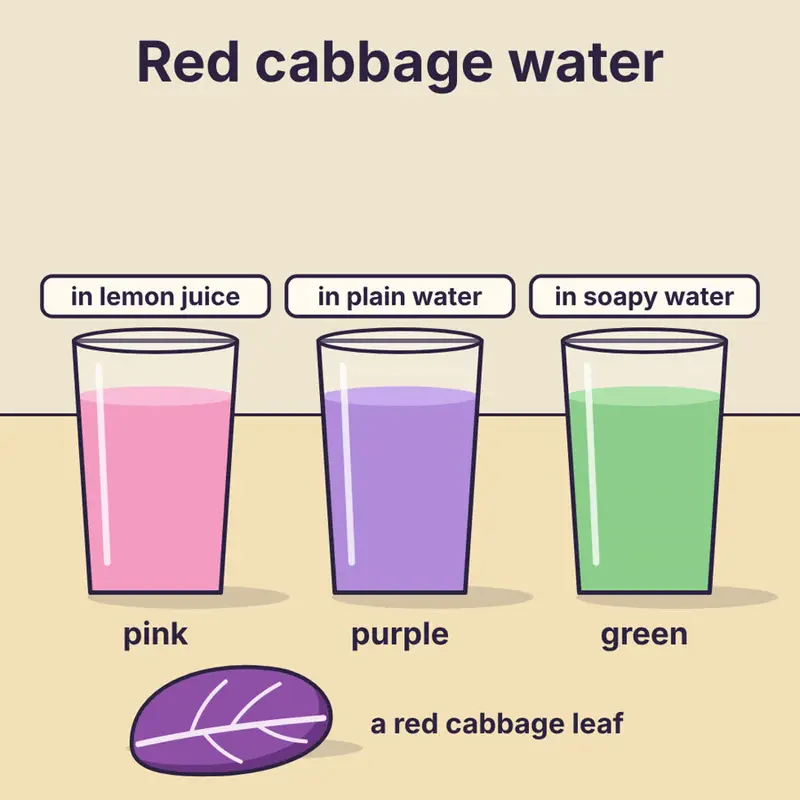 Red cabbage water
in lemon juice
in plain water
in soapy water
pink
purple
green
a red cabbage leaf